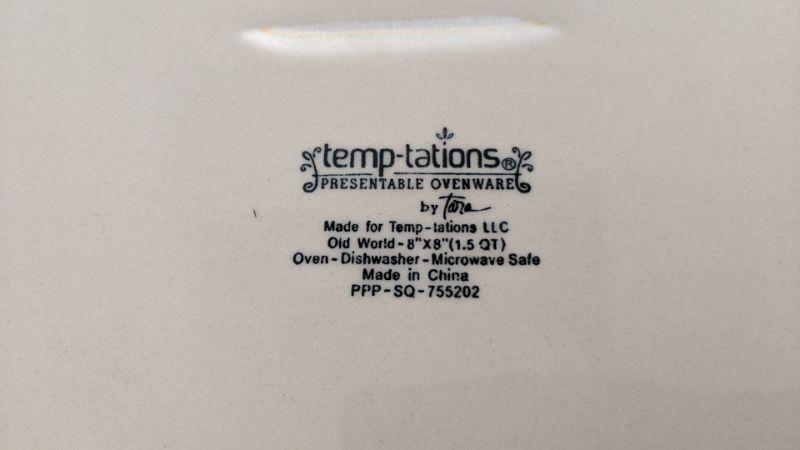 temp-tations®
PRESENTABLE OVENWARE
by Tara
Made for Temp-tations LLC
Old World-8"X8"(1.5 QT)
Oven-Dishwasher-Microwave Safe
Made in China
PPP-SQ-755202